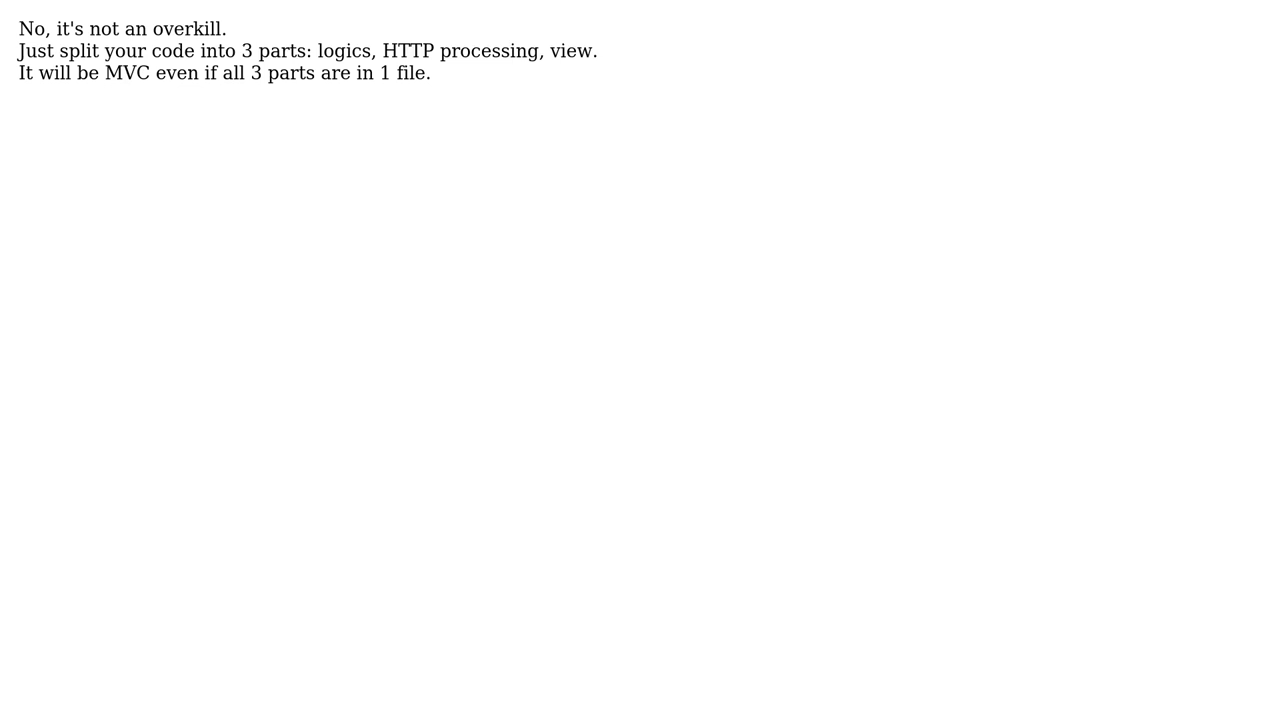 No, it's not an overkill.
Just split your code into 3 parts: logics, HTTP processing, view.
It will be MVC even if all 3 parts are in 1 file.